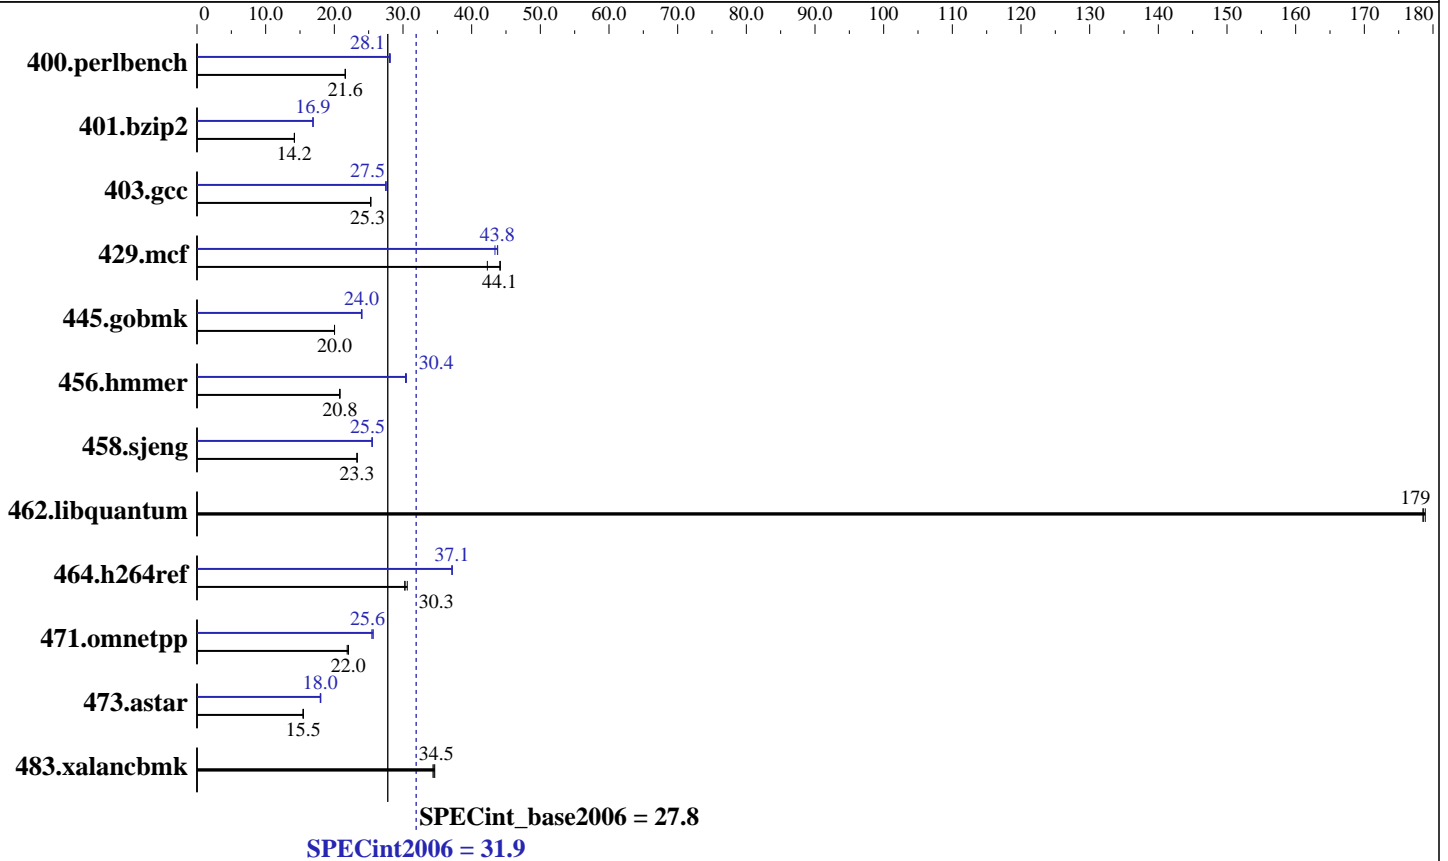 0 10.0 20.0 30.0 40.0 50.0 60.0 70.0 80.0 90.0 100 110 120 130 140 150 160 170 180
28.1
400.perlbench
21.6
16.9
401.bzip2
14.2
27.5
403.gcc
25.3
43.8
429.mcf
44.1
24.0
445.gobmk
20.0
30.4
456.hmmer
20.8
25.5
458.sjeng
23.3
179
462.libquantum
37.1
464.h264ref
30.3
25.6
471.omnetpp
22.0
18.0
473.astar
15.5
34.5
483.xalancbmk
SPECint_base2006 = 27.8
SPECint2006 = 31.9